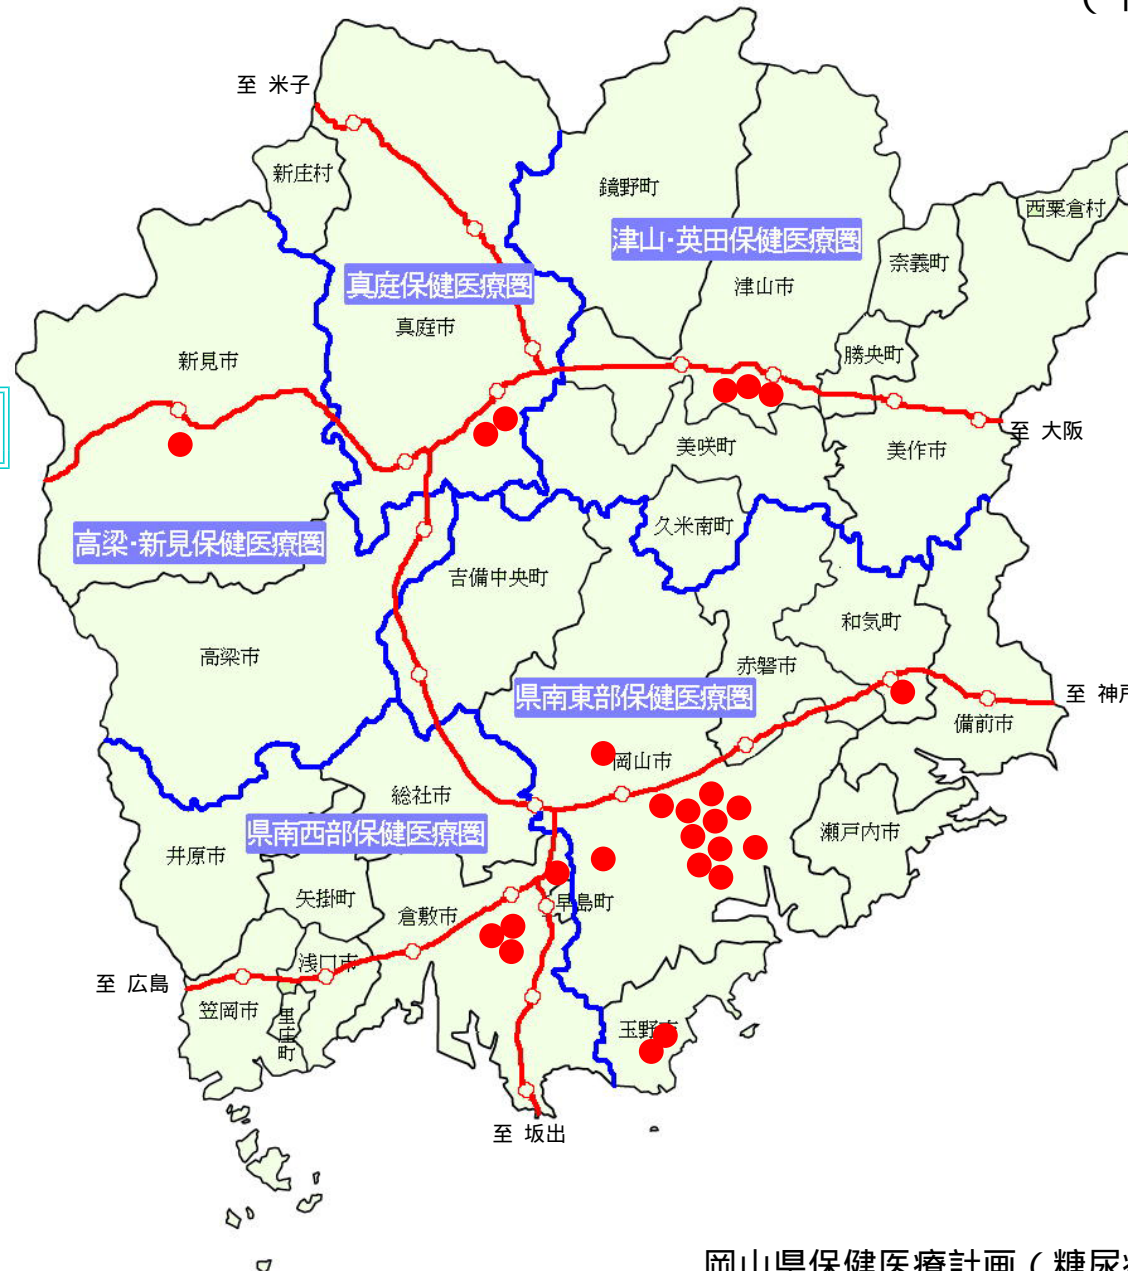 至 米子
新庄村
鏡野町
西粟倉村
津山・英田保健医療圏
奈義町
真庭保健医療圏
津山市
真庭市
勝央町
新見市
至 大阪
美咲町
美作市
久米南町
高梁・新見保健医療圏
吉備中央町
和気町
高梁市
赤磐市
県南東部保健医療圏
至 神戸
備前市
岡山市
総社市
県南西部保健医療圏
瀬戸内市
井原市
矢掛町
早島町
倉敷市
浅口市
至 広島
笠岡市
里庄町
玉野市
至 坂出
岡山県保健医療計画（糖尿